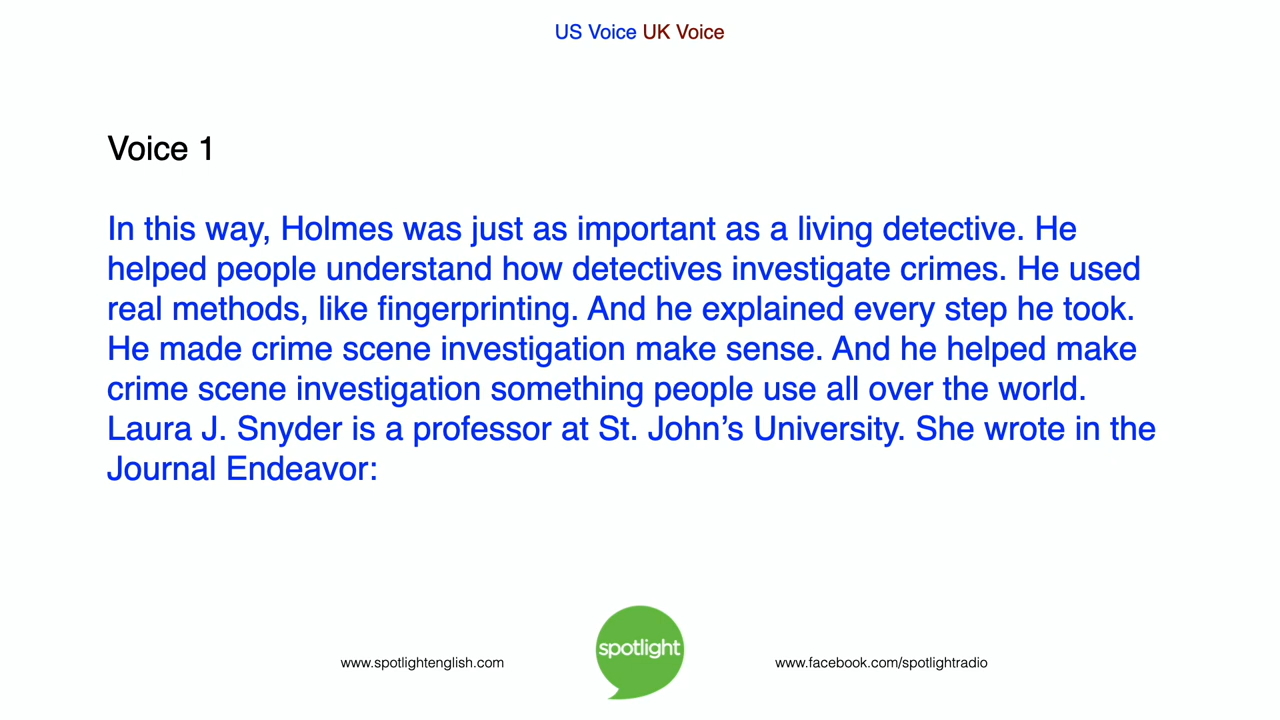 US Voice UK Voice
Voice 1
In this way, Holmes was just as important as a living detective. He
helped people understand how detectives investigate crimes. He used
real methods, like fingerprinting. And he explained every step he took.
He made crime scene investigation make sense. And he helped make
crime scene investigation something people use all over the world.
Laura J. Snyder is a professor at St. John’s University. She wrote in the
Journal Endeavor:
spotlight
www.spotlightenglish.com
www.facebook.com/spotlightradio